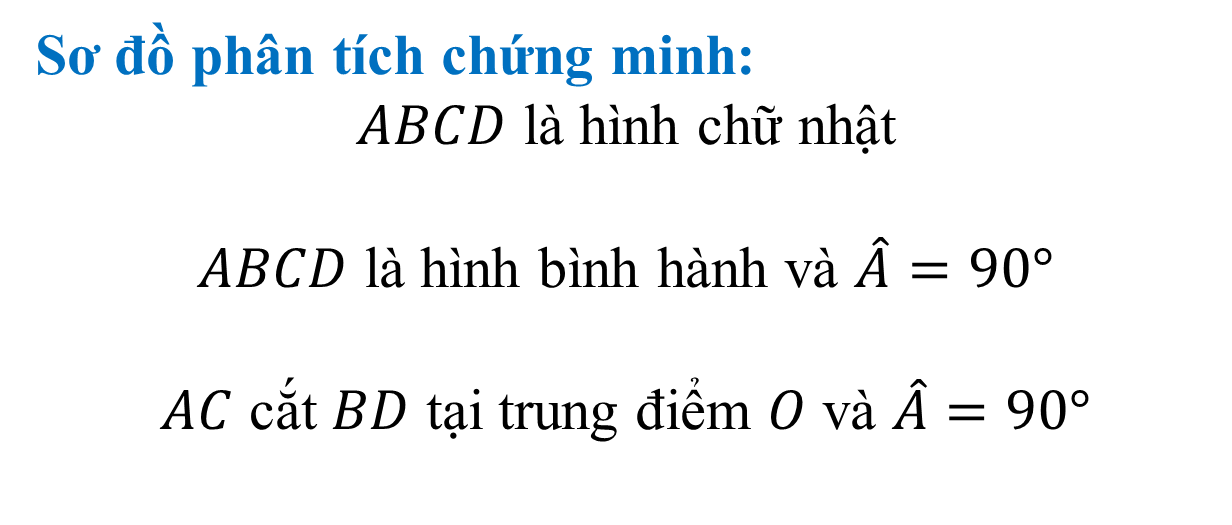 Sơ đồ phân tích chứng minh:
ABCD là hình chữ nhật
ABCD là hình bình hành và Â = 90°
AC cắt BD tại trung điểm O và Â = 90°